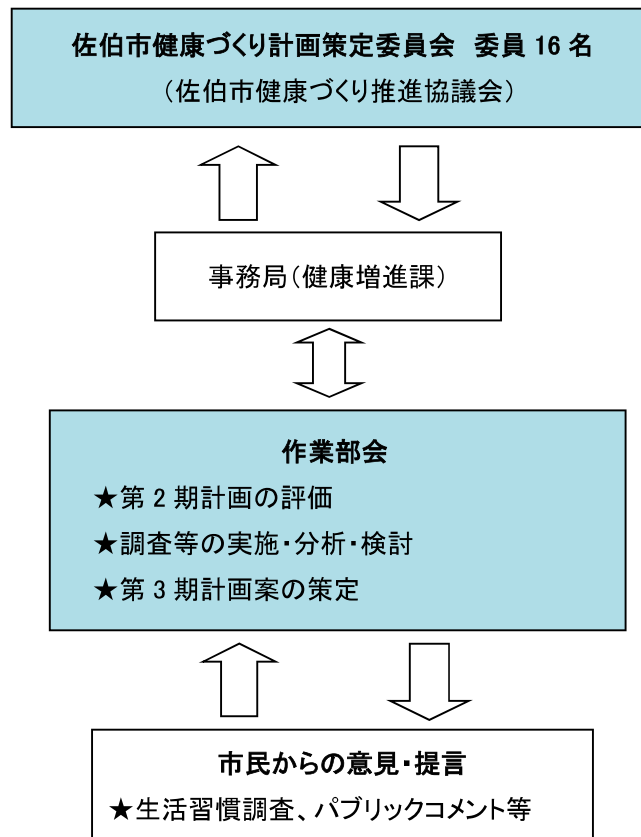 佐伯市健康づくり計画策定委員会　委員 16 名
（佐伯市健康づくり推進協議会）
事務局（健康増進課）
作業部会
★第 2 期計画の評価
★調査等の実施・分析・検討
★第 3 期計画案の策定
市民からの意見・提言
★生活習慣調査、パブリックコメント等